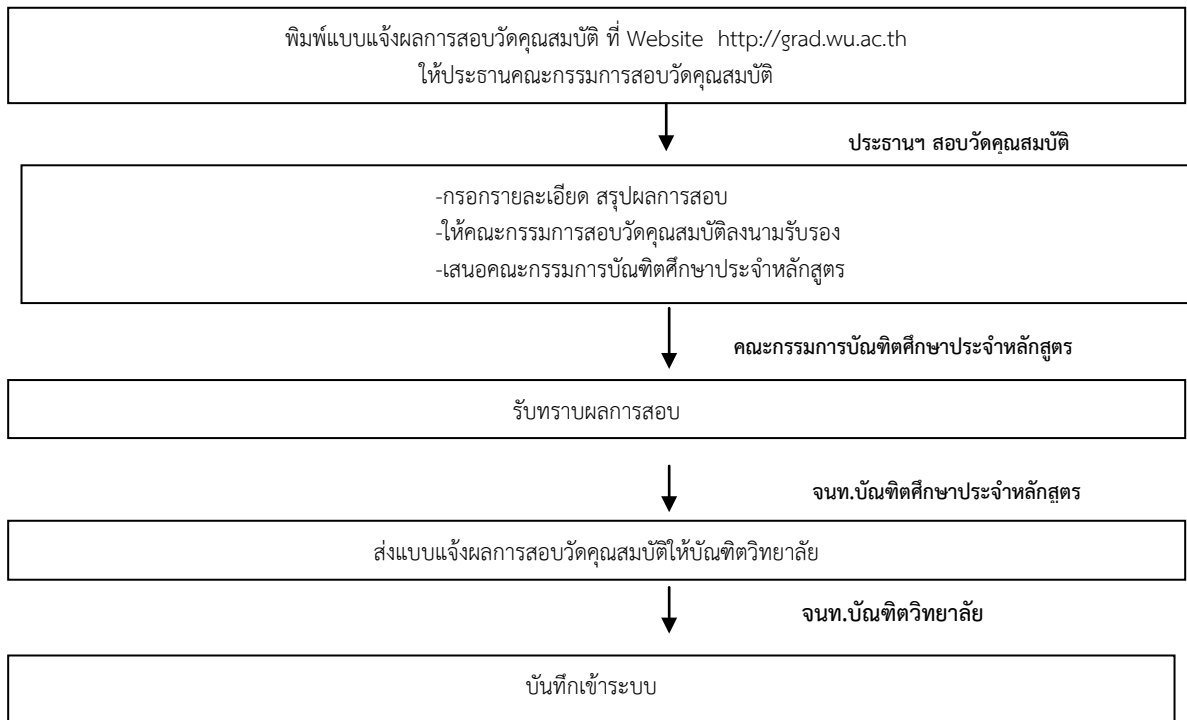 พิมพ์แบบแจ้งผลการสอบวัดคุณสมบัติ ที่ Website http://grad.wu.ac.th
ให้ประธานคณะกรรมการสอบวัดคุณสมบัติ
ประธานฯ สอบวัดคุณสมบัติ
-กรอกรายละเอียด สรุปผลการสอบ
-ให้คณะกรรมการสอบวัดคุณสมบัติลงนามรับรอง
-เสนอคณะกรรมการบัณฑิตศึกษาประจำหลักสูตร
คณะกรรมการบัณฑิตศึกษาประจำหลักสูตร
รับทราบผลการสอบ
จนท.บัณฑิตศึกษาประจำหลักสูตร
ส่งแบบแจ้งผลการสอบวัดคุณสมบัติให้บัณฑิตวิทยาลัย
จนท.บัณฑิตวิทยาลัย
บันทึกเข้าระบบ